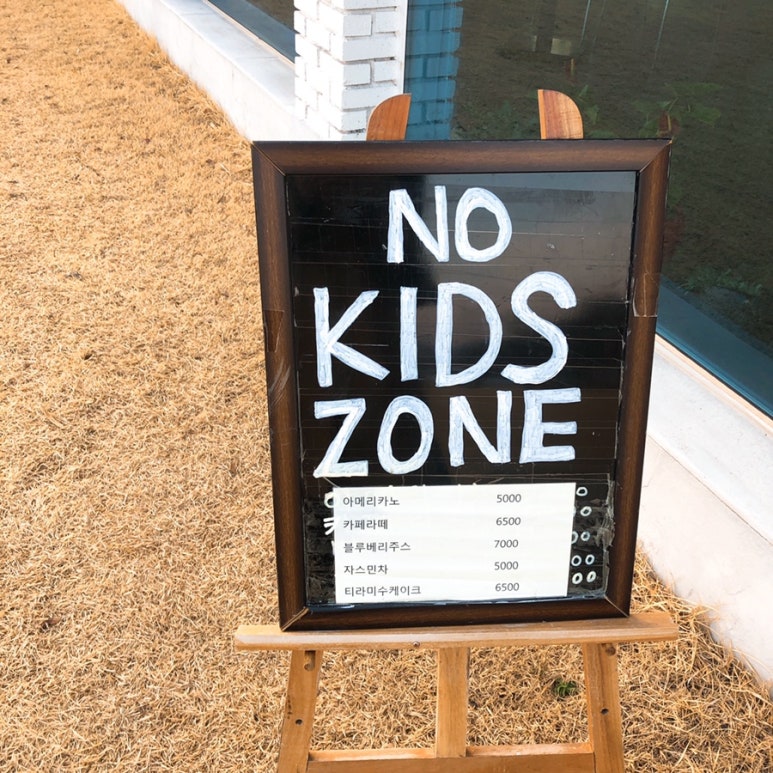 NO
KIDS
ZONE
아메리카노 5000
카페라떼 6500
블루베리주스 7000
자스민차 5000
티라미수케이크 6500